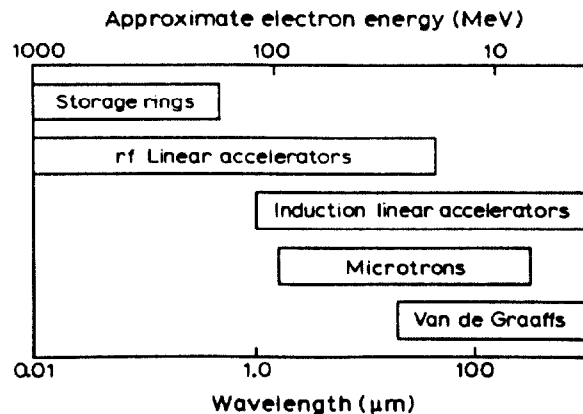 Approximate electron energy (MeV)
1000 100 10
Storage rings
rf Linear accelerators
Induction linear accelerators
Microtrons
Van de Graaffs
0.01 1.0 100
Wavelength (μm)